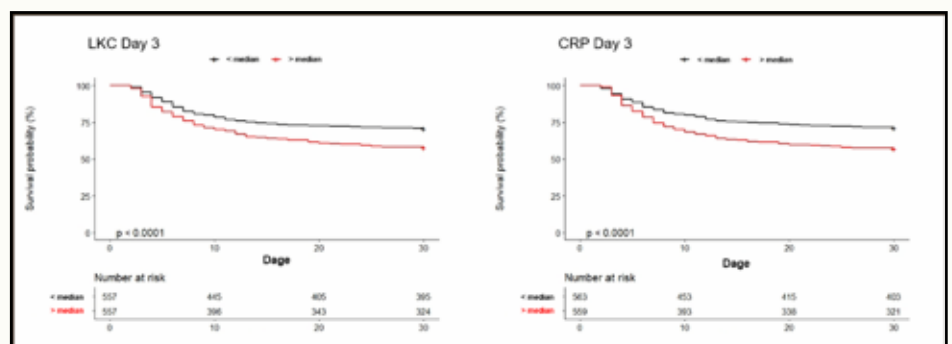 LKC Day 3
< median > median
Survival probability (%)
100
75
50
25
0
p < 0.0001
0 10 20 30
Dage
Number at risk
< median 557 445 405 395
> median 557 396 343 324
0 10 20 30
CRP Day 3
< median > median
Survival probability (%)
100
75
50
25
0
p < 0.0001
0 10 20 30
Dage
Number at risk
< median 563 453 415 403
> median 559 393 338 321
0 10 20 30